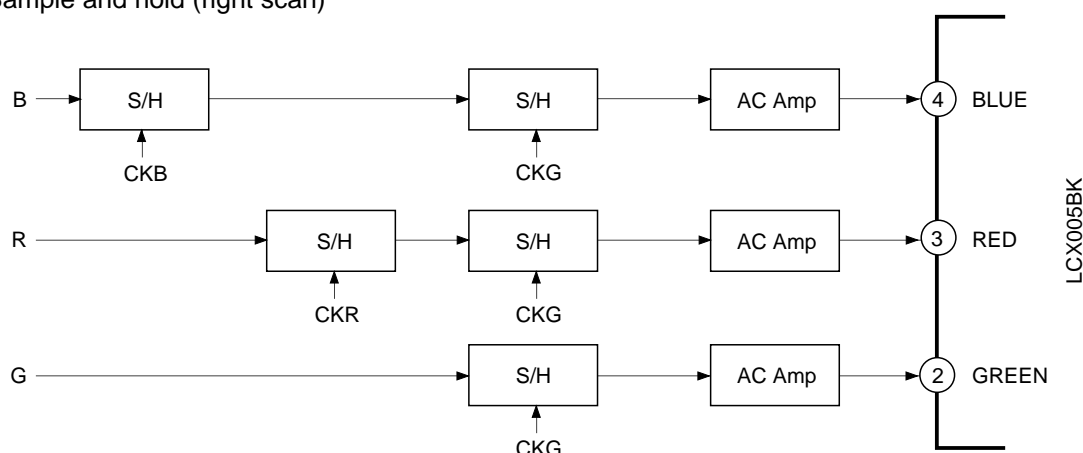 Sample and hold (right scan)
B S/H S/H AC Amp 4 BLUE
CKB CKG
R S/H S/H AC Amp 3 RED
CKR CKG
G S/H AC Amp 2 GREEN
CKG
LCX005BK